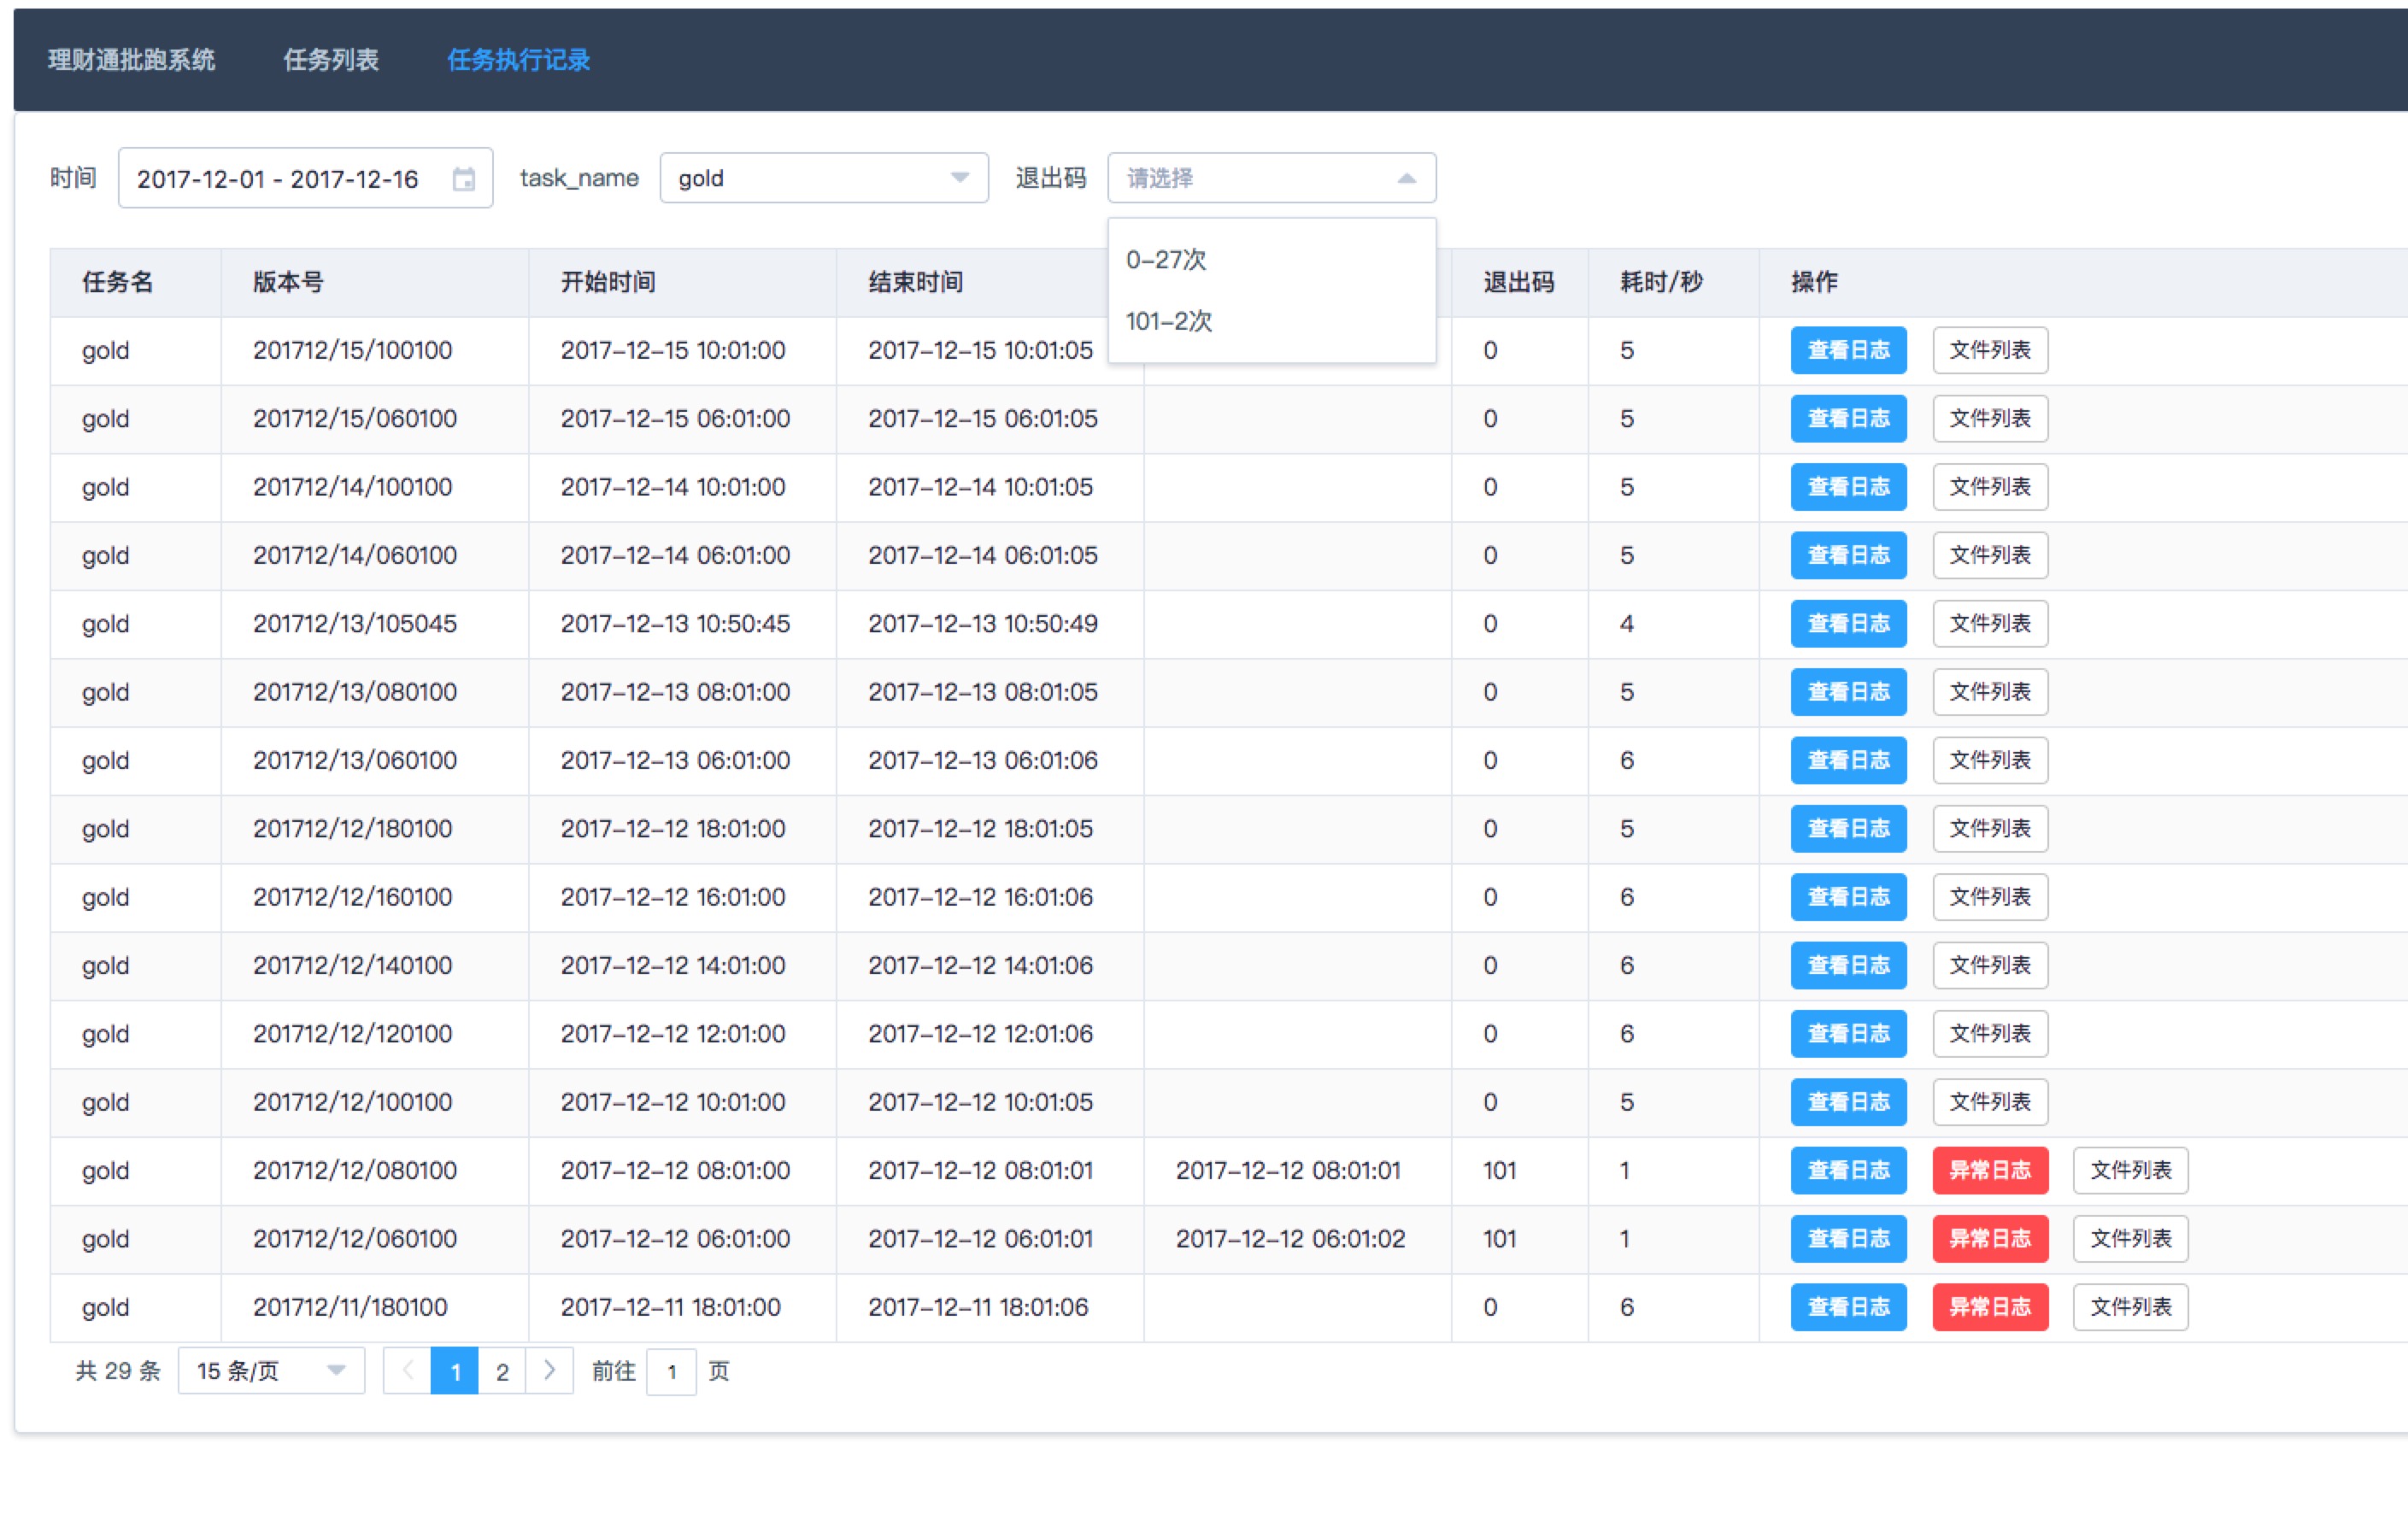 理财通批跑系统 任务列表 任务执行记录
时间 2017-12-01 - 2017-12-16 task_name gold 退出码 请选择
0-27次
101-2次
任务名 版本号 开始时间 结束时间 退出码 耗时/秒 操作
gold 201712/15/100100 2017-12-15 10:01:00 2017-12-15 10:01:05 0 5 查看日志 文件列表
gold 201712/15/060100 2017-12-15 06:01:00 2017-12-15 06:01:05 0 5 查看日志 文件列表
gold 201712/14/100100 2017-12-14 10:01:00 2017-12-14 10:01:05 0 5 查看日志 文件列表
gold 201712/14/060100 2017-12-14 06:01:00 2017-12-14 06:01:05 0 5 查看日志 文件列表
gold 201712/13/105045 2017-12-13 10:50:45 2017-12-13 10:50:49 0 4 查看日志 文件列表
gold 201712/13/080100 2017-12-13 08:01:00 2017-12-13 08:01:05 0 5 查看日志 文件列表
gold 201712/13/060100 2017-12-13 06:01:00 2017-12-13 06:01:06 0 6 查看日志 文件列表
gold 201712/12/180100 2017-12-12 18:01:00 2017-12-12 18:01:05 0 5 查看日志 文件列表
gold 201712/12/160100 2017-12-12 16:01:00 2017-12-12 16:01:06 0 6 查看日志 文件列表
gold 201712/12/140100 2017-12-12 14:01:00 2017-12-12 14:01:06 0 6 查看日志 文件列表
gold 201712/12/120100 2017-12-12 12:01:00 2017-12-12 12:01:06 0 6 查看日志 文件列表
gold 201712/12/100100 2017-12-12 10:01:00 2017-12-12 10:01:05 0 5 查看日志 文件列表
gold 201712/12/080100 2017-12-12 08:01:00 2017-12-12 08:01:01 2017-12-12 08:01:01 101 1 查看日志 异常日志 文件列表
gold 201712/12/060100 2017-12-12 06:01:00 2017-12-12 06:01:01 2017-12-12 06:01:02 101 1 查看日志 异常日志 文件列表
gold 201712/11/180100 2017-12-11 18:01:00 2017-12-11 18:01:06 0 6 查看日志 异常日志 文件列表
共 29 条 15 条/页 1 2 前往 1 页